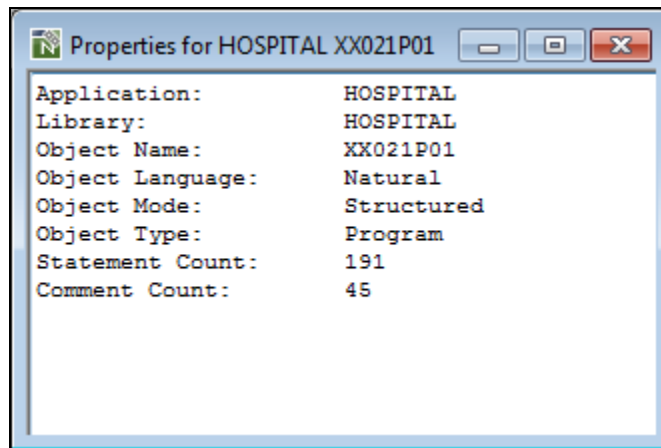 Properties for HOSPITAL XX021P01
Application: HOSPITAL
Library: HOSPITAL
Object Name: XX021P01
Object Language: Natural
Object Mode: Structured
Object Type: Program
Statement Count: 191
Comment Count: 45